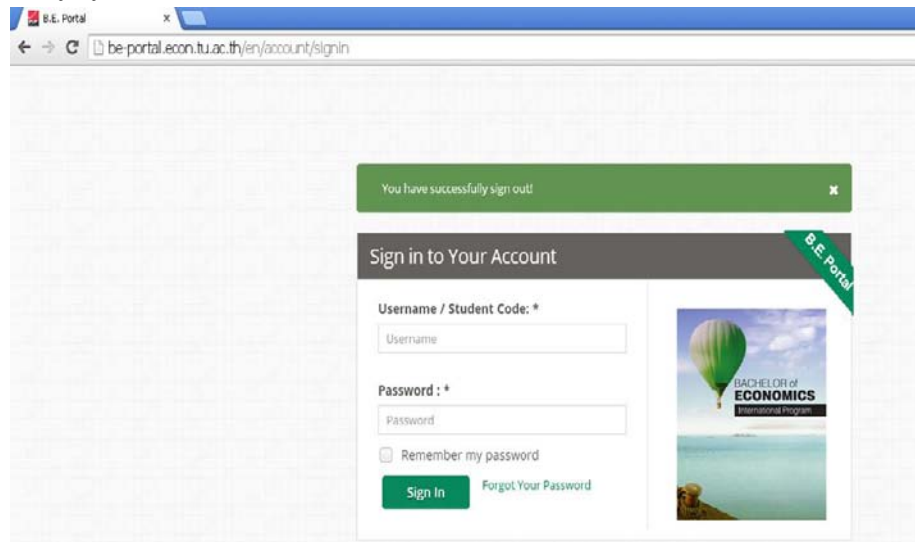 B.E. Portal
be-portal.econ.tu.ac.th/en/account/signin
You have successfully sign out!
Sign in to Your Account
B.E. Portal
Username / Student Code: *
Username
Password : *
Password
Remember my password
Sign In
Forgot Your Password
BACHELOR of
ECONOMICS
International Program